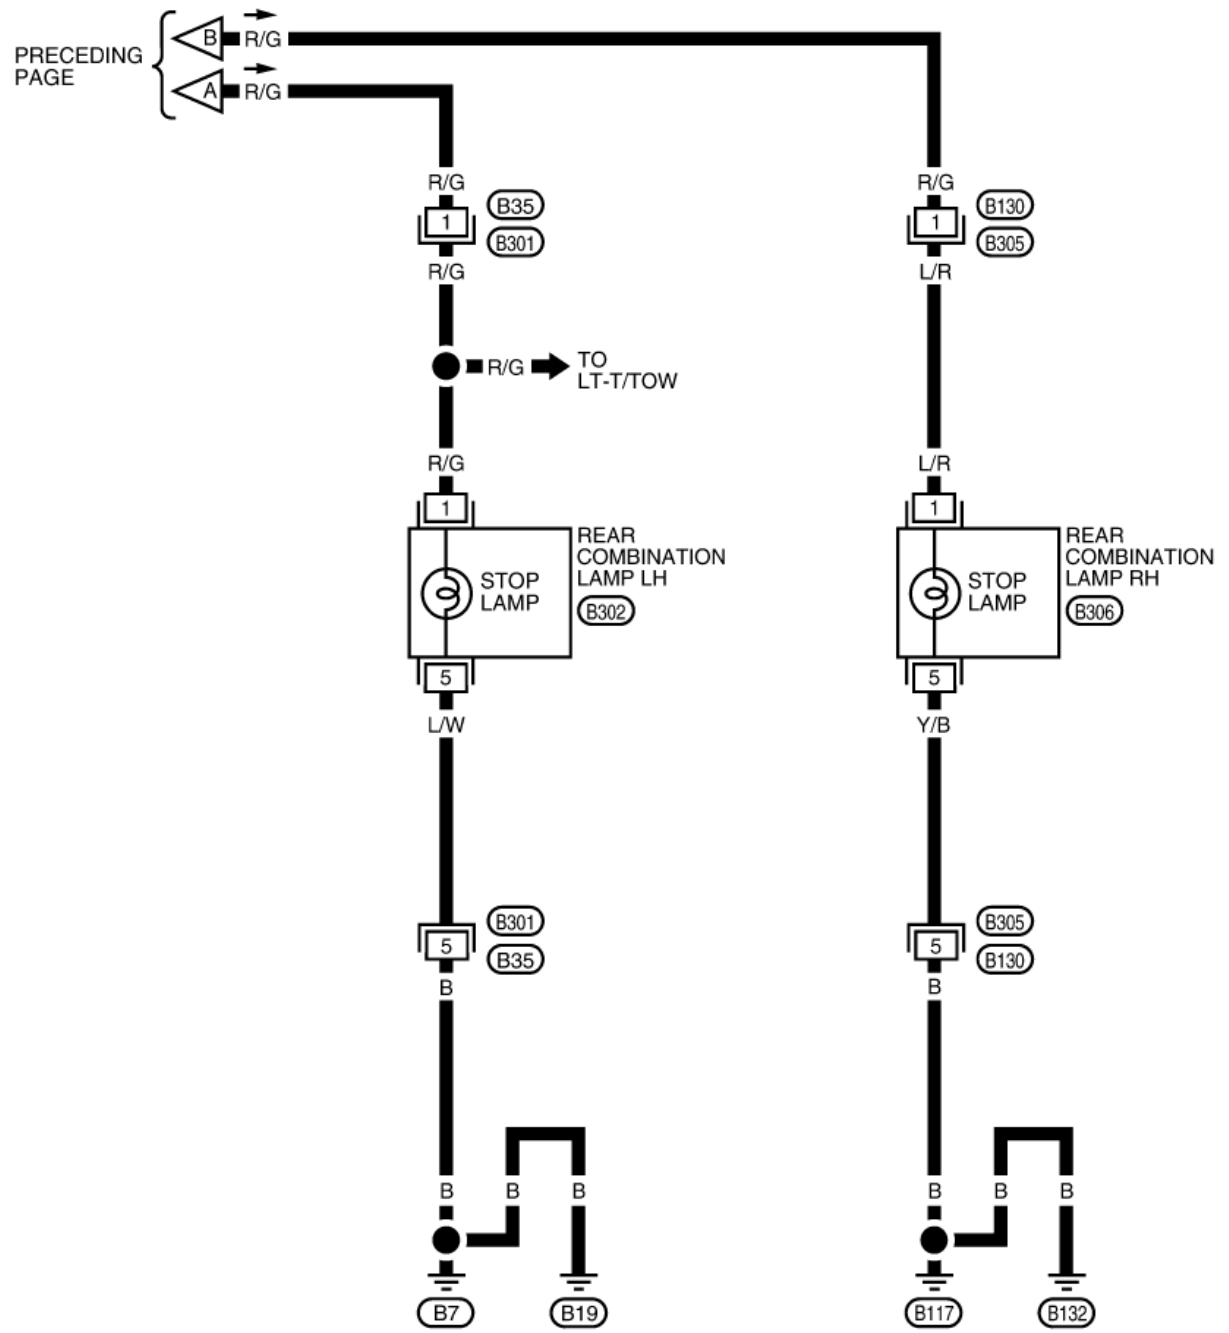 B R/G
PRECEDING
PAGE
A R/G
R/G R/G
1 B35 1 B130
B301 B305
R/G L/R
R/G TO
LT-T/TOW
R/G L/R
1 1
REAR REAR
COMBINATION COMBINATION
STOP LAMP LH STOP LAMP RH
LAMP B302 LAMP B306
5 5
L/W Y/B
B301 B305
5 B35 5 B130
B B
B B B B B B
B7 B19 B117 B132